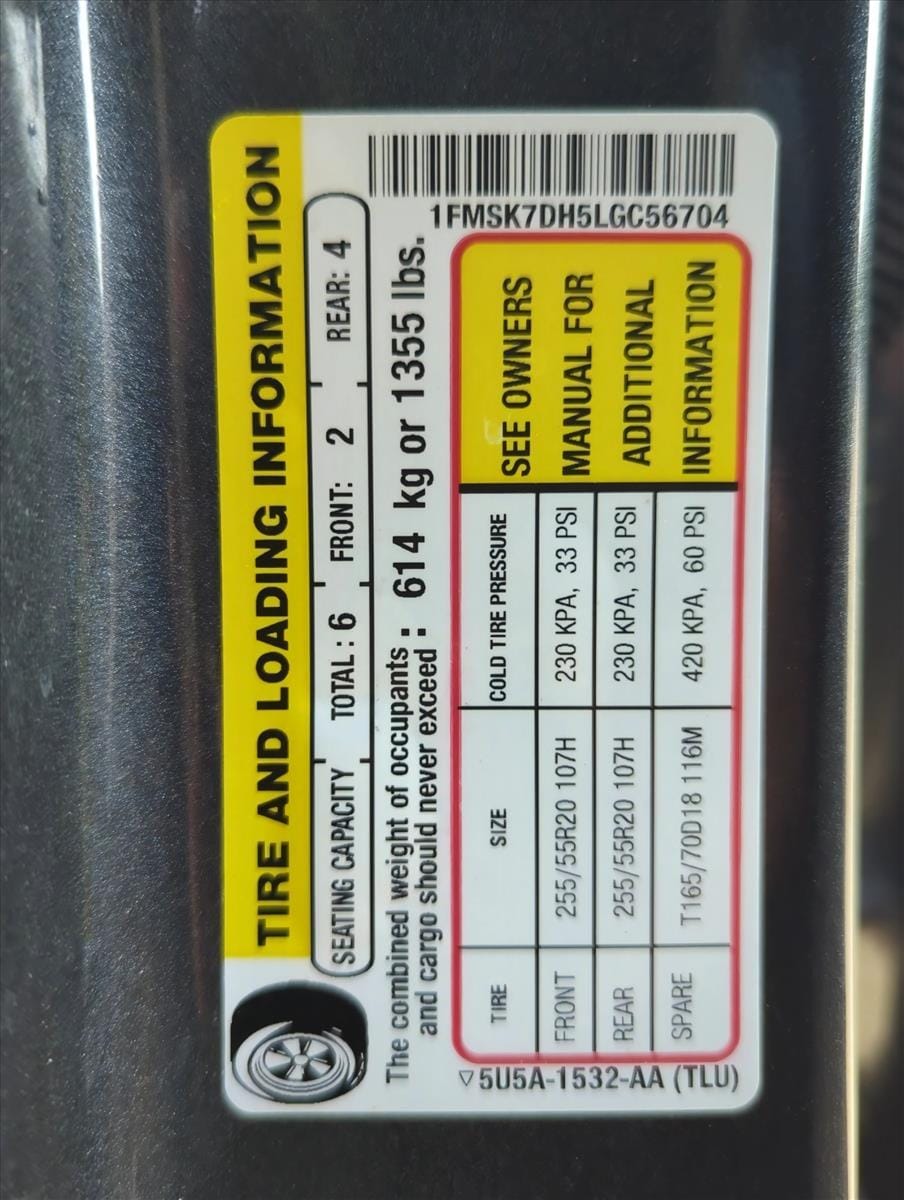 TIRE AND LOADING INFORMATION
SEATING CAPACITY TOTAL : 6 FRONT: 2 REAR: 4
The combined weight of occupants
and cargo should never exceed : 614 kg or 1355 lbs.
1FMSK7DH5LGC56704
TIRE SIZE COLD TIRE PRESSURE
FRONT 255/55R20 107H 230 KPA, 33 PSI
REAR 255/55R20 107H 230 KPA, 33 PSI
SPARE T165/70D18 116M 420 KPA, 60 PSI
SEE OWNERS
MANUAL FOR
ADDITIONAL
INFORMATION
▽5U5A-1532-AA (TLU)